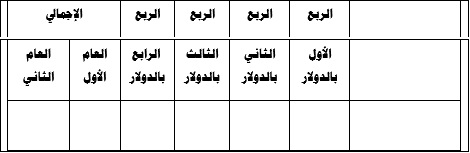 الربع الربع الربع الربع الإجمالي
الأول الثاني الثالث الرابع العام العام
بالدولار بالدولار بالدولار بالدولار الأول الثاني